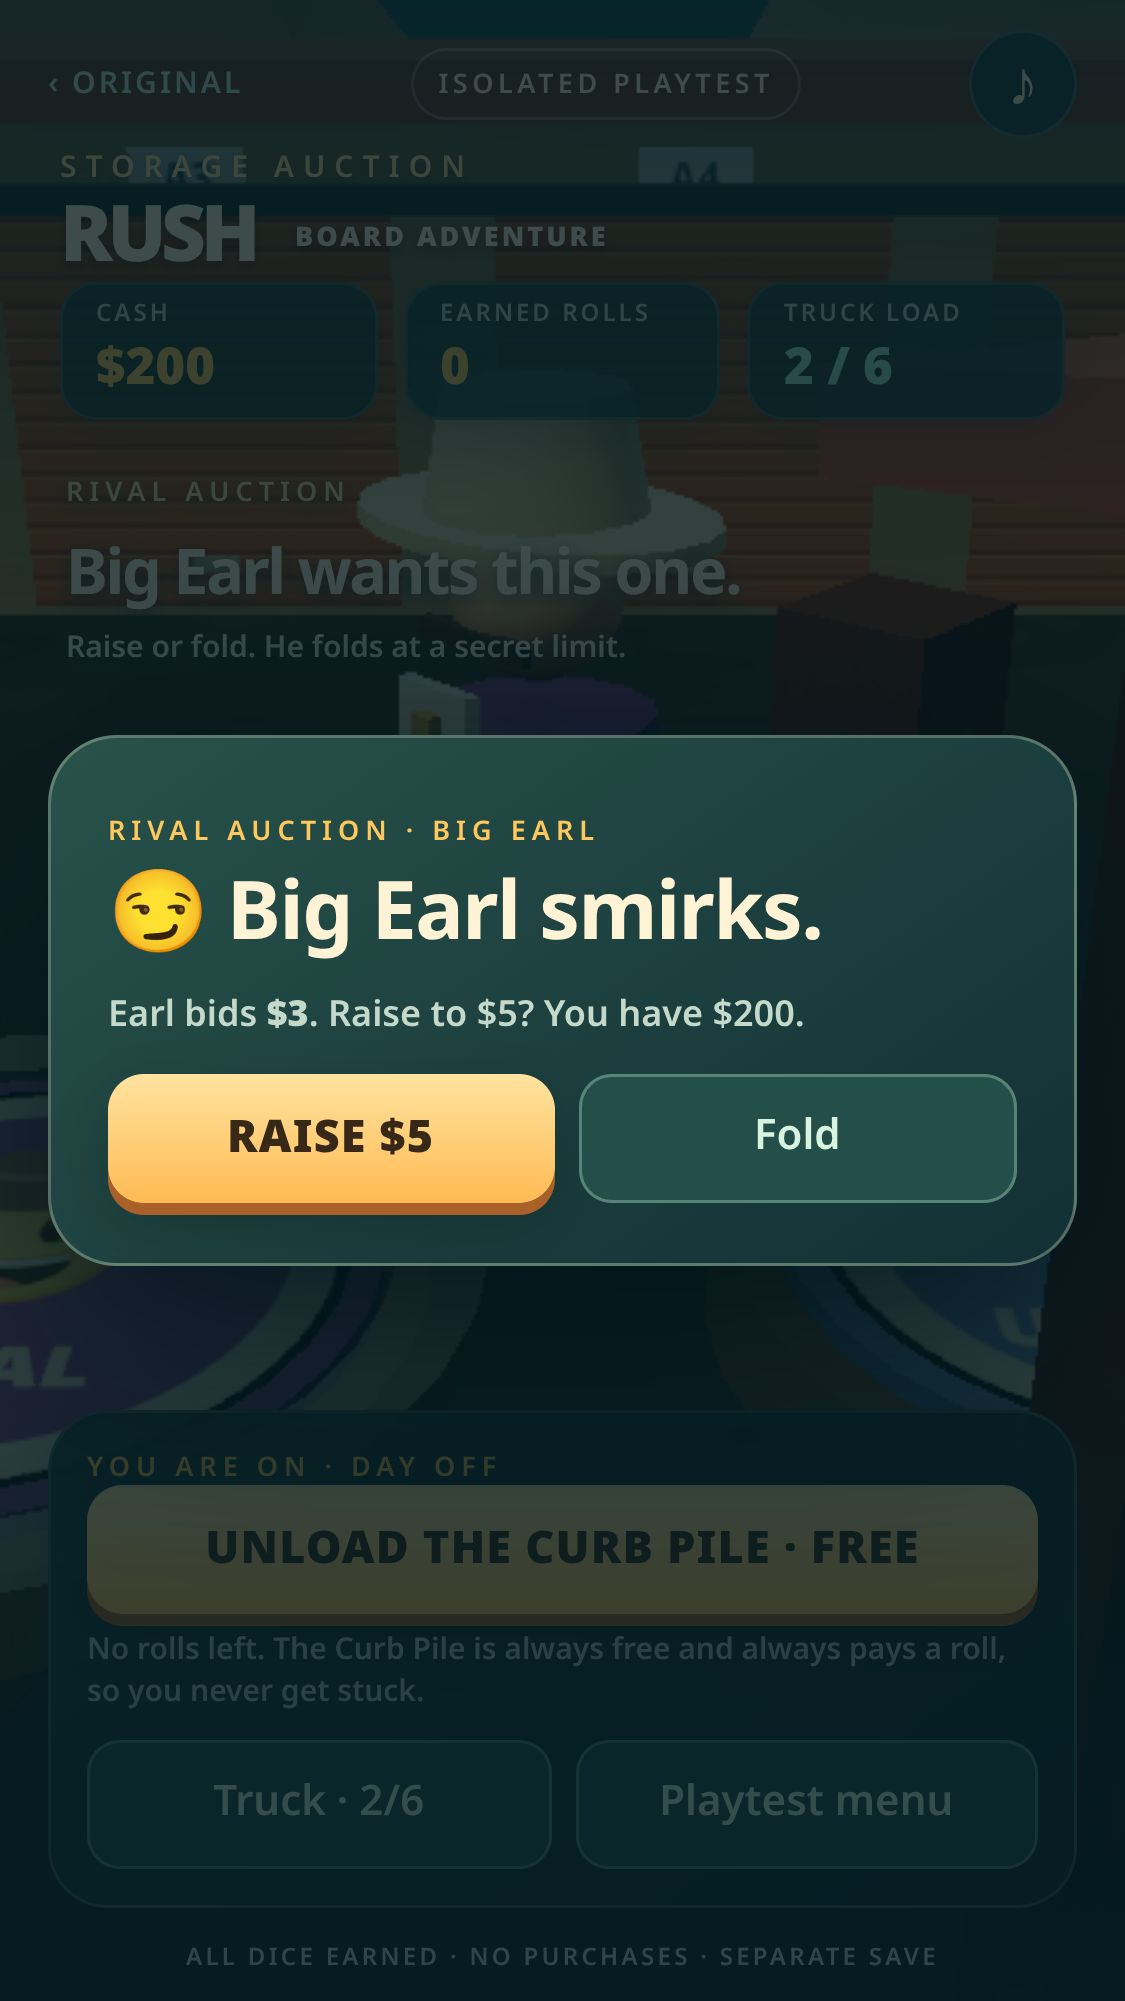 ‹ ORIGINAL
ISOLATED PLAYTEST
♪
A4
STORAGE AUCTION
RUSH BOARD ADVENTURE
CASH
$200
EARNED ROLLS
0
TRUCK LOAD
2 / 6
RIVAL AUCTION
Big Earl wants this one.
Raise or fold. He folds at a secret limit.
RIVAL AUCTION · BIG EARL
😏 Big Earl smirks.
Earl bids $3. Raise to $5? You have $200.
RAISE $5
Fold
AL
YOU ARE ON · DAY OFF
UNLOAD THE CURB PILE · FREE
No rolls left. The Curb Pile is always free and always pays a roll,
so you never get stuck.
Truck · 2/6
Playtest menu
ALL DICE EARNED · NO PURCHASES · SEPARATE SAVE